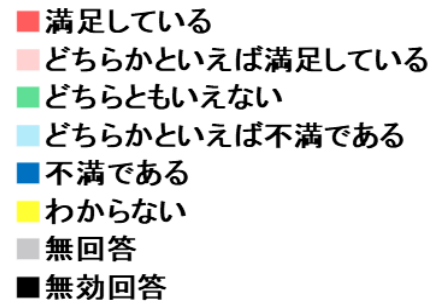 満足している
どちらかといえば満足している
どちらともいえない
どちらかといえば不満である
不満である
わからない
無回答
無効回答